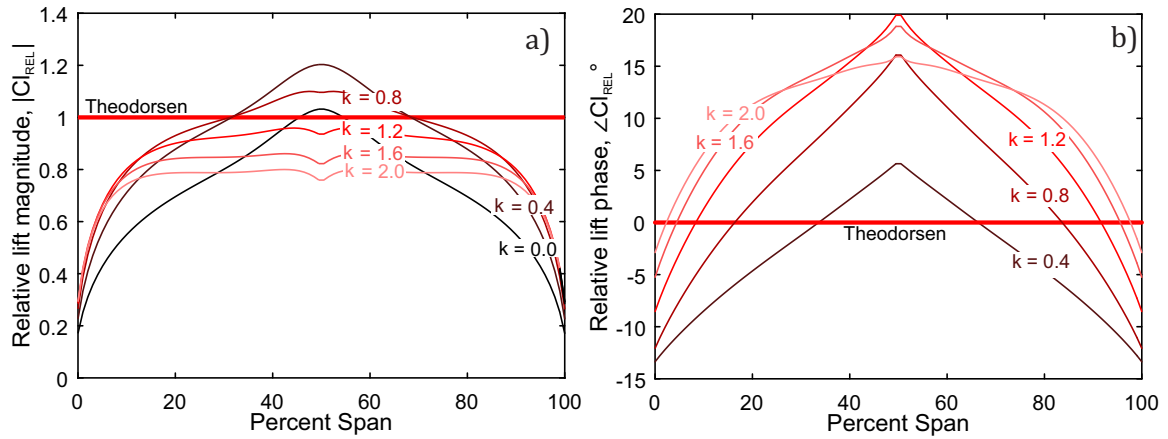 a)
Relative lift magnitude, |Cl_REL|
1.4
1.2
1
0.8
0.6
0.4
0.2
0
Theodorsen
k = 0.8
k = 1.2
k = 1.6
k = 2.0
k = 0.4
k = 0.0
0
20
40
60
80
100
Percent Span
b)
Relative lift phase, ∠Cl_REL°
20
15
10
5
0
-5
-10
-15
k = 2.0
k = 1.6
k = 1.2
k = 0.8
Theodorsen
k = 0.4
0
20
40
60
80
100
Percent Span